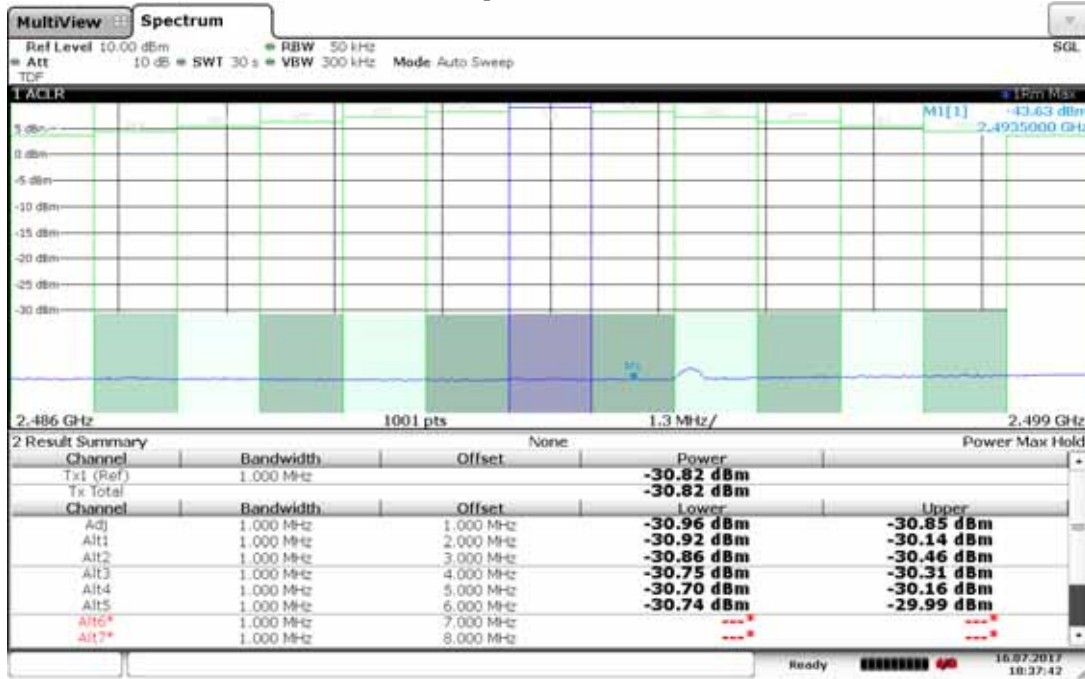 MultiView Spectrum
Ref Level 10.00 dBm RBW 50 kHz SGL
Att 10 dB SWT 30 s VBW 300 kHz Mode Auto Sweep
TDF
1 ACLR 1Rm Max
M1[1] -43.63 dBm
2.4935000 GHz
5 dBm
0 dBm
-5 dBm
-10 dBm
-15 dBm
-20 dBm
-25 dBm
-30 dBm
M1
2.486 GHz 1001 pts 1.3 MHz/ 2.499 GHz
2 Result Summary None Power Max Hold
Channel Bandwidth Offset Power
Tx1 (Ref) 1.000 MHz -30.82 dBm
Tx Total -30.82 dBm
Channel Bandwidth Offset Lower Upper
Adj 1.000 MHz 1.000 MHz -30.96 dBm -30.85 dBm
Alt1 1.000 MHz 2.000 MHz -30.92 dBm -30.14 dBm
Alt2 1.000 MHz 3.000 MHz -30.86 dBm -30.46 dBm
Alt3 1.000 MHz 4.000 MHz -30.75 dBm -30.31 dBm
Alt4 1.000 MHz 5.000 MHz -30.70 dBm -30.16 dBm
Alt5 1.000 MHz 6.000 MHz -30.74 dBm -29.99 dBm
Alt6* 1.000 MHz 7.000 MHz ---* ---*
Alt7* 1.000 MHz 8.000 MHz ---* ---*
Ready 16.07.2017
18:37:42